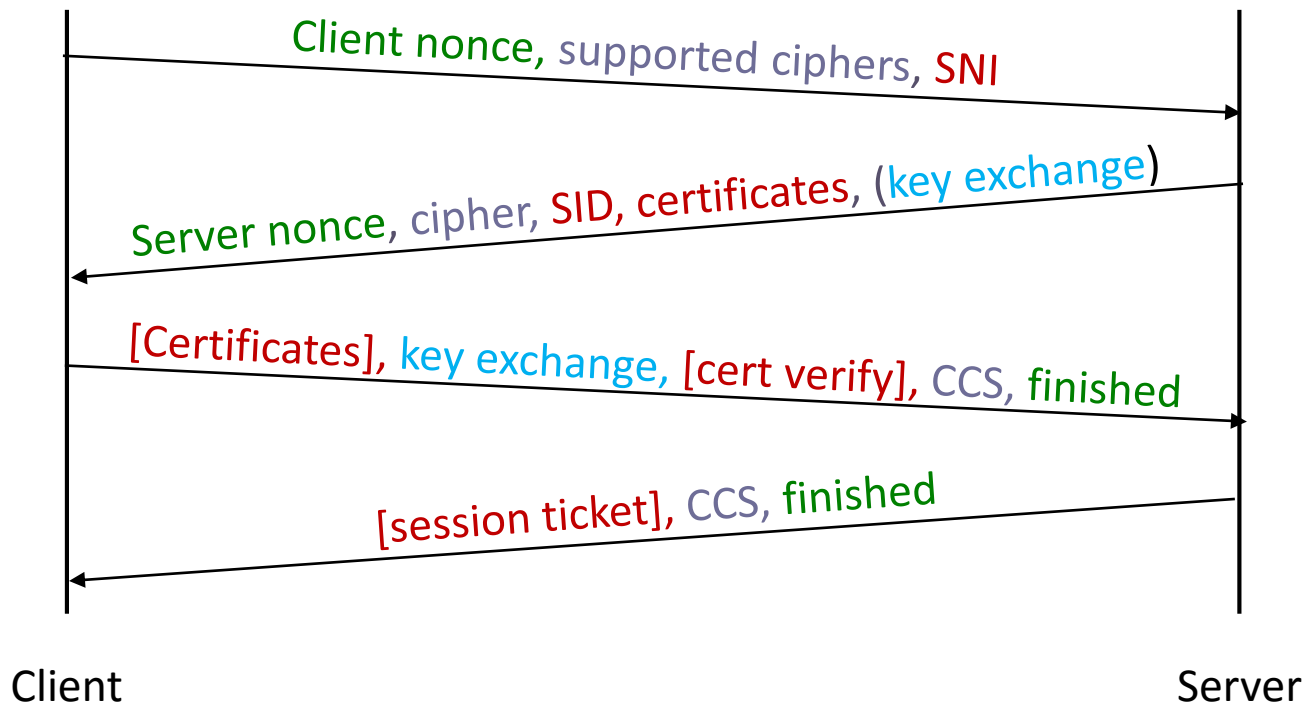 Client nonce, supported ciphers, SNI
Server nonce, cipher, SID, certificates, (key exchange)
[Certificates], key exchange, [cert verify], CCS, finished
[session ticket], CCS, finished
Client
Server